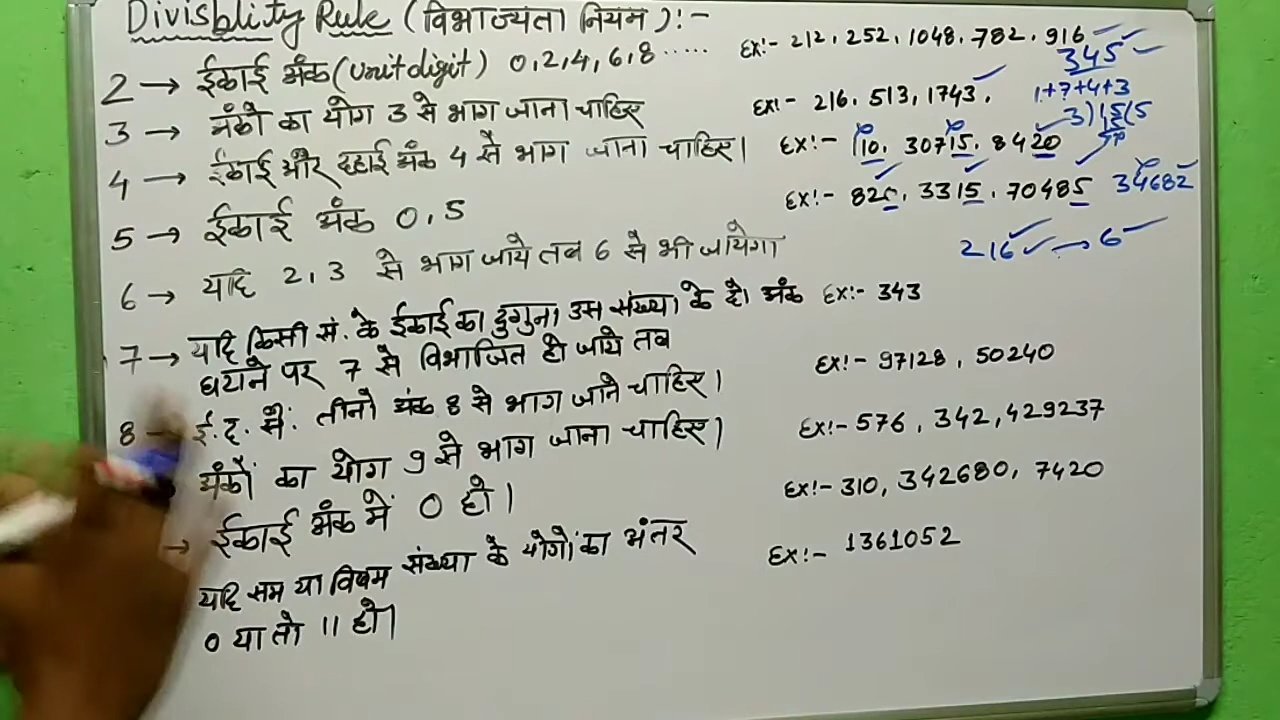 Divisblity Rule (विभाज्यता नियम):-
2 → ईकाई अंक (Unit digit) 0,2,4,6,8 ..... Ex:- 212, 252, 1048, 782, 916
345
3 → अंकों का योग 3 से भाग जाना चाहिए Ex:- 216, 513, 1743,
1+7+4+3
3)15(5
4 → ईकाई और दहाई अंक 4 से भाग जाना चाहिए। Ex:- 110, 30715, 8420
5 → ईकाई अंक 0,5 Ex:- 820, 3315, 70485 34682
6 → यदि 2,3 से भाग जाये तब 6 से भी जायेगा 216 → 6
7 → यदि किसी सं. के ईकाई का दुगुना उस संख्या के दो अंक Ex:- 343
घटाने पर 7 से विभाजित हो जाये तब
8 → ई. द. सै. तीनो अंक 8 से भाग जाने चाहिए। Ex:- 97128, 50240
अंकों का योग 9 से भाग जाना चाहिए। Ex:- 576, 342, 429237
→ ईकाई अंक में 0 हो। Ex:- 310, 342680, 7420
यदि सम या विषम संख्या के योगों का अंतर Ex:- 1361052
0 या तो 11 हो।